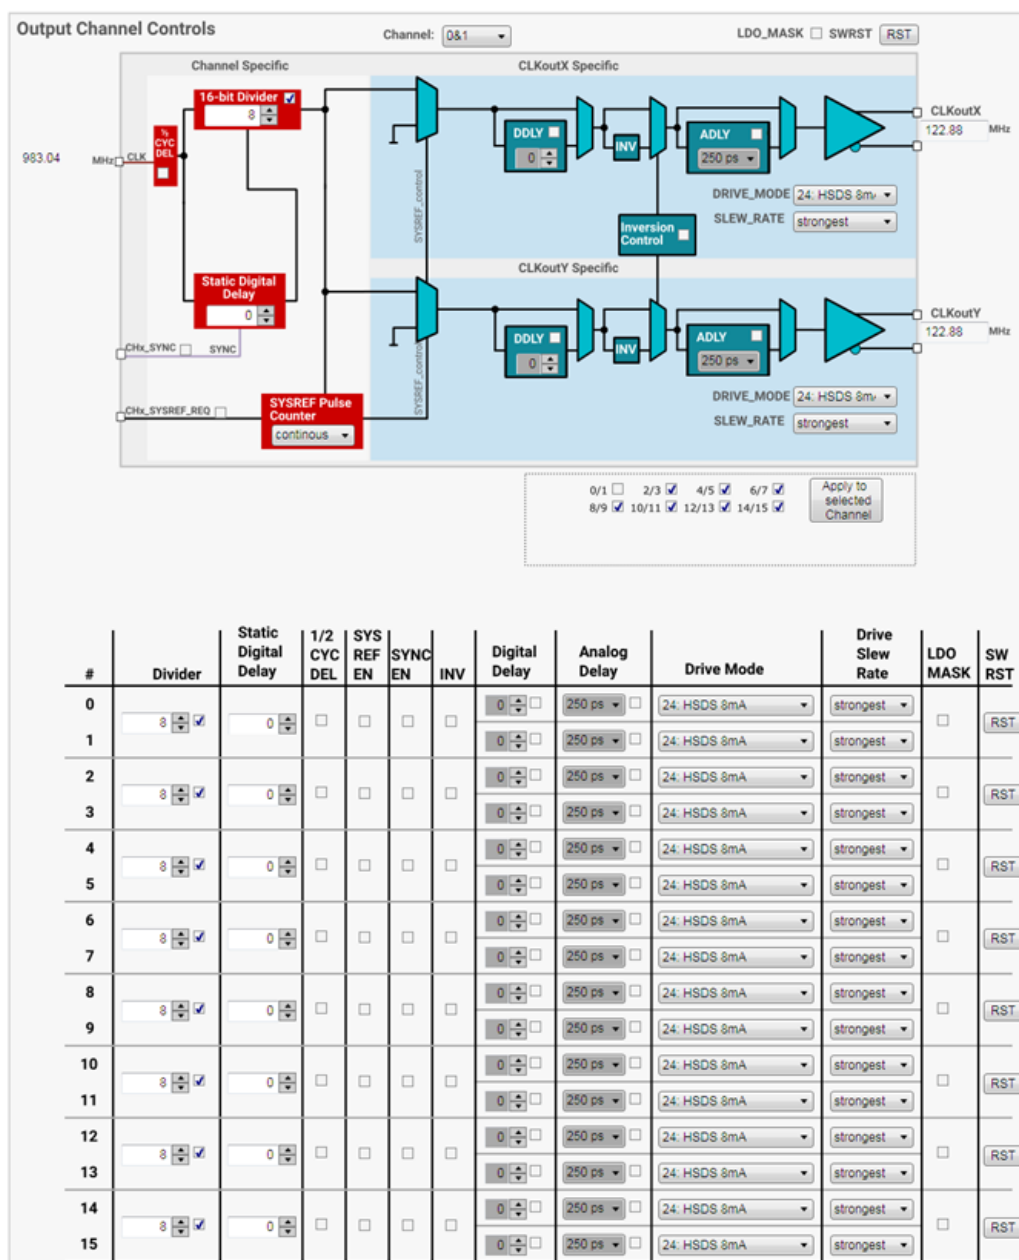 Output Channel Controls
Channel: 0&1
LDO_MASK SWRST RST
Channel Specific
CLKoutX Specific
16-bit Divider
8
½ CYC DEL
983.04 MHz CLK
DDLY
0
INV
ADLY
250 ps
CLKoutX
122.88 MHz
DRIVE_MODE 24: HSDS 8m
SLEW_RATE strongest
SYSREF_control
Inversion Control
Static Digital Delay
0
CLKoutY Specific
DDLY
0
INV
ADLY
250 ps
CLKoutY
122.88 MHz
CHx_SYNC SYNC
SYSREF_control
DRIVE_MODE 24: HSDS 8m
SLEW_RATE strongest
CHx_SYSREF_REQ
SYSREF Pulse Counter
continous
0/1 2/3 4/5 6/7
8/9 10/11 12/13 14/15
Apply to selected Channel
# Divider Static Digital Delay 1/2 CYC DEL SYS REF EN SYNC EN INV Digital Delay Analog Delay Drive Mode Drive Slew Rate LDO MASK SW RST
0 0 250 ps 24: HSDS 8mA strongest
8 0 RST
1 0 250 ps 24: HSDS 8mA strongest
2 0 250 ps 24: HSDS 8mA strongest
8 0 RST
3 0 250 ps 24: HSDS 8mA strongest
4 0 250 ps 24: HSDS 8mA strongest
8 0 RST
5 0 250 ps 24: HSDS 8mA strongest
6 0 250 ps 24: HSDS 8mA strongest
8 0 RST
7 0 250 ps 24: HSDS 8mA strongest
8 0 250 ps 24: HSDS 8mA strongest
8 0 RST
9 0 250 ps 24: HSDS 8mA strongest
10 0 250 ps 24: HSDS 8mA strongest
8 0 RST
11 0 250 ps 24: HSDS 8mA strongest
12 0 250 ps 24: HSDS 8mA strongest
8 0 RST
13 0 250 ps 24: HSDS 8mA strongest
14 0 250 ps 24: HSDS 8mA strongest
8 0 RST
15 0 250 ps 24: HSDS 8mA strongest